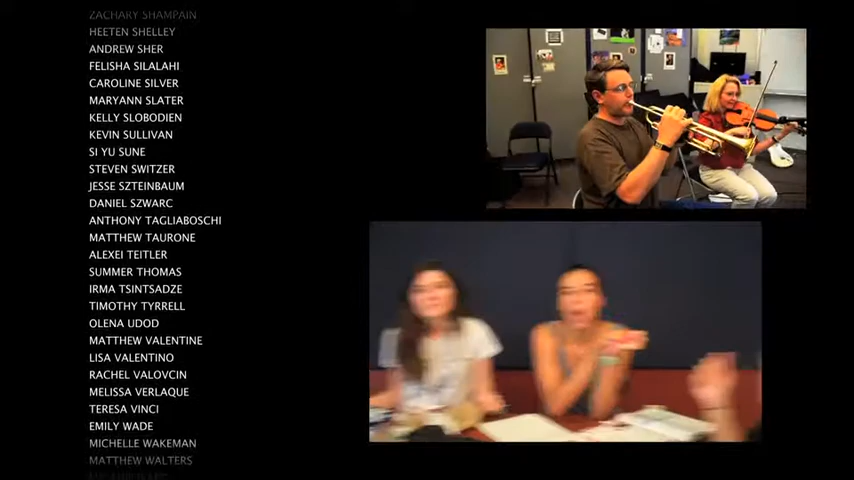 ZACHARY SHAMPAIN
HEETEN SHELLEY
ANDREW SHER
FELISHA SILALAHI
CAROLINE SILVER
MARYANN SLATER
KELLY SLOBODIEN
KEVIN SULLIVAN
SI YU SUNE
STEVEN SWITZER
JESSE SZTEINBAUM
DANIEL SZWARC
ANTHONY TAGLIABOSCHI
MATTHEW TAURONE
ALEXEI TEITLER
SUMMER THOMAS
IRMA TSINTSADZE
TIMOTHY TYRRELL
OLENA UDOD
MATTHEW VALENTINE
LISA VALENTINO
RACHEL VALOVCIN
MELISSA VERLAQUE
TERESA VINCI
EMILY WADE
MICHELLE WAKEMAN
MATTHEW WALTERS